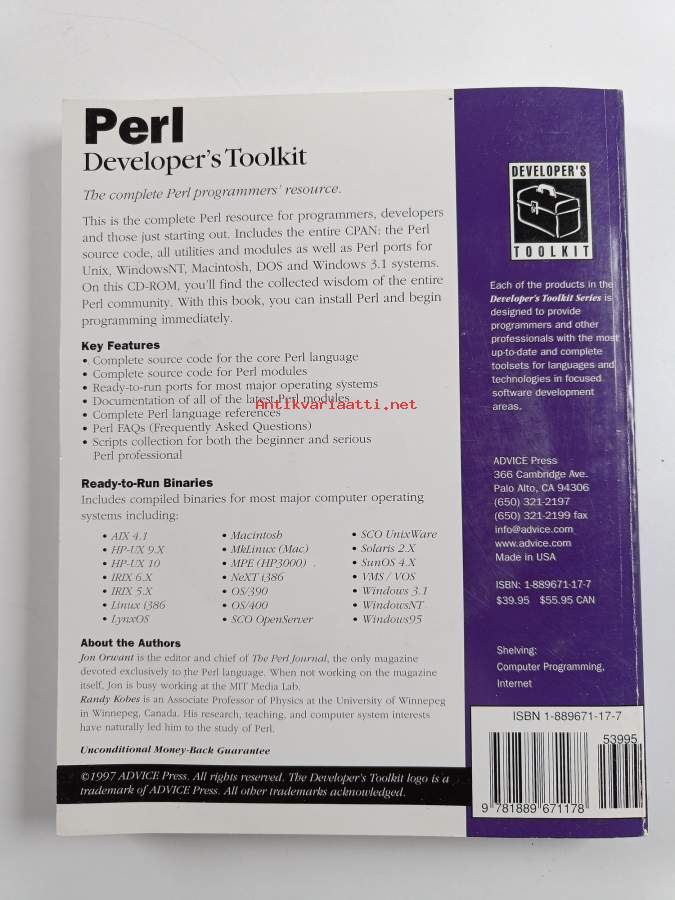 Perl
Developer's Toolkit
The complete Perl programmers' resource.
This is the complete Perl resource for programmers, developers
and those just starting out. Includes the entire CPAN: the Perl
source code, all utilities and modules as well as Perl ports for
Unix, WindowsNT, Macintosh, DOS and Windows 3.1 systems.
On this CD-ROM, you'll find the collected wisdom of the entire
Perl community. With this book, you can install Perl and begin
programming immediately.
Key Features
• Complete source code for the core Perl language
• Complete source code for Perl modules
• Ready-to-run ports for most major operating systems
• Documentation of all of the latest Perl modules
Antikvariaatti.net
• Complete Perl language references
• Perl FAQs (Frequently Asked Questions)
• Scripts collection for both the beginner and serious
Perl professional
Ready-to-Run Binaries
Includes compiled binaries for most major computer operating
systems including:
• AIX 4.1
• HP-UX 9.X
• HP-UX 10
• IRIX 6.X
• IRIX 5.X
• Linux i386
• LynxOS
• Macintosh
• MkLinux (Mac)
• MPE (HP3000)
• NeXT i386
• OS/390
• OS/400
• SCO OpenServer
• SCO UnixWare
• Solaris 2.X
• SunOS 4.X
• VMS / VOS
• Windows 3.1
• WindowsNT
• Windows95
About the Authors
Jon Orwant is the editor and chief of The Perl Journal, the only magazine
devoted exclusively to the Perl language. When not working on the magazine
itself, Jon is busy working at the MIT Media Lab.
Randy Kobes is an Associate Professor of Physics at the University of Winnepeg
in Winnepeg, Canada. His research, teaching, and computer system interests
have naturally led him to the study of Perl.
Unconditional Money-Back Guarantee
©1997 ADVICE Press. All rights reserved. The Developer's Toolkit logo is a
trademark of ADVICE Press. All other trademarks acknowledged.
DEVELOPER'S
TOOLKIT
Each of the products in the
Developer's Toolkit Series is
designed to provide
programmers and other
professionals with the most
up-to-date and complete
toolsets for languages and
technologies in focused
software development
areas.
ADVICE Press
366 Cambridge Ave.
Palo Alto, CA 94306
(650) 321-2197
(650) 321-2199 fax
info@advice.com
www.advice.com
Made in USA
ISBN: 1-889671-17-7
$39.95 $55.95 CAN
Shelving:
Computer Programming,
Internet
ISBN 1-889671-17-7
53995
9 781889 671178